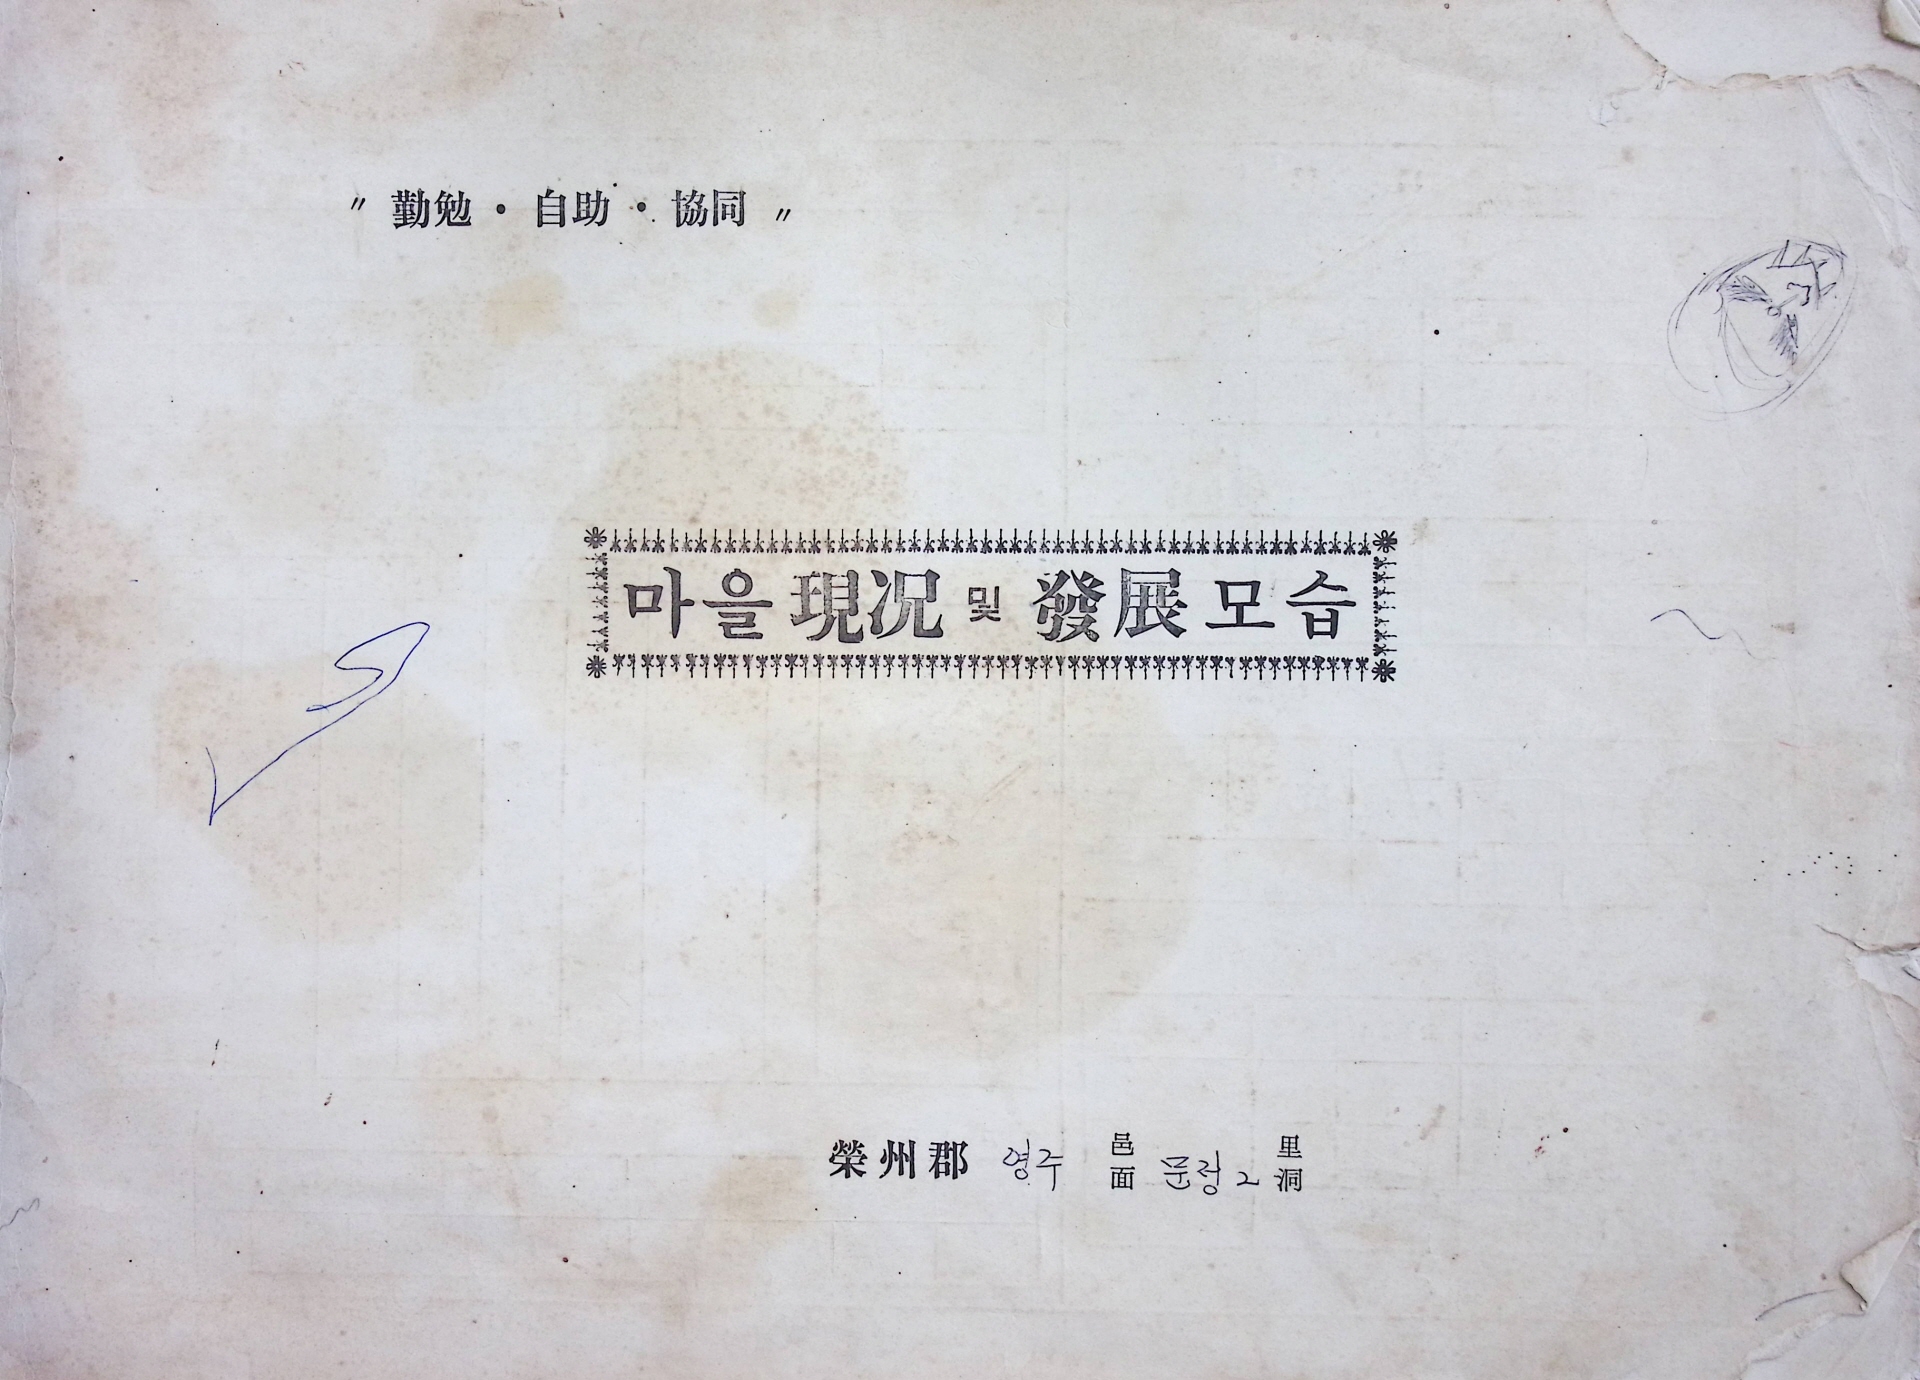 〃 勤勉 · 自助 · 協同 〃
마을 現況 및 發展 모습
榮州郡 영주 邑面 문정 2 里洞